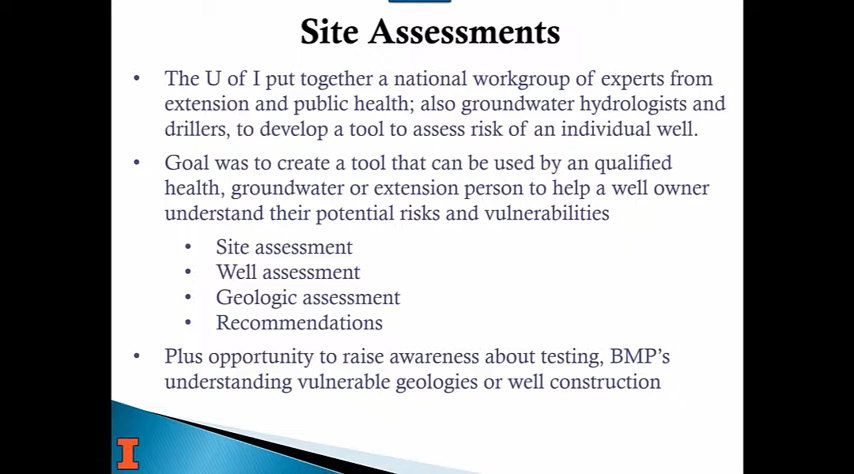 Site Assessments
• The U of I put together a national workgroup of experts from
extension and public health; also groundwater hydrologists and
drillers, to develop a tool to assess risk of an individual well.
• Goal was to create a tool that can be used by an qualified
health, groundwater or extension person to help a well owner
understand their potential risks and vulnerabilities
• Site assessment
• Well assessment
• Geologic assessment
• Recommendations
• Plus opportunity to raise awareness about testing, BMP's
understanding vulnerable geologies or well construction
I